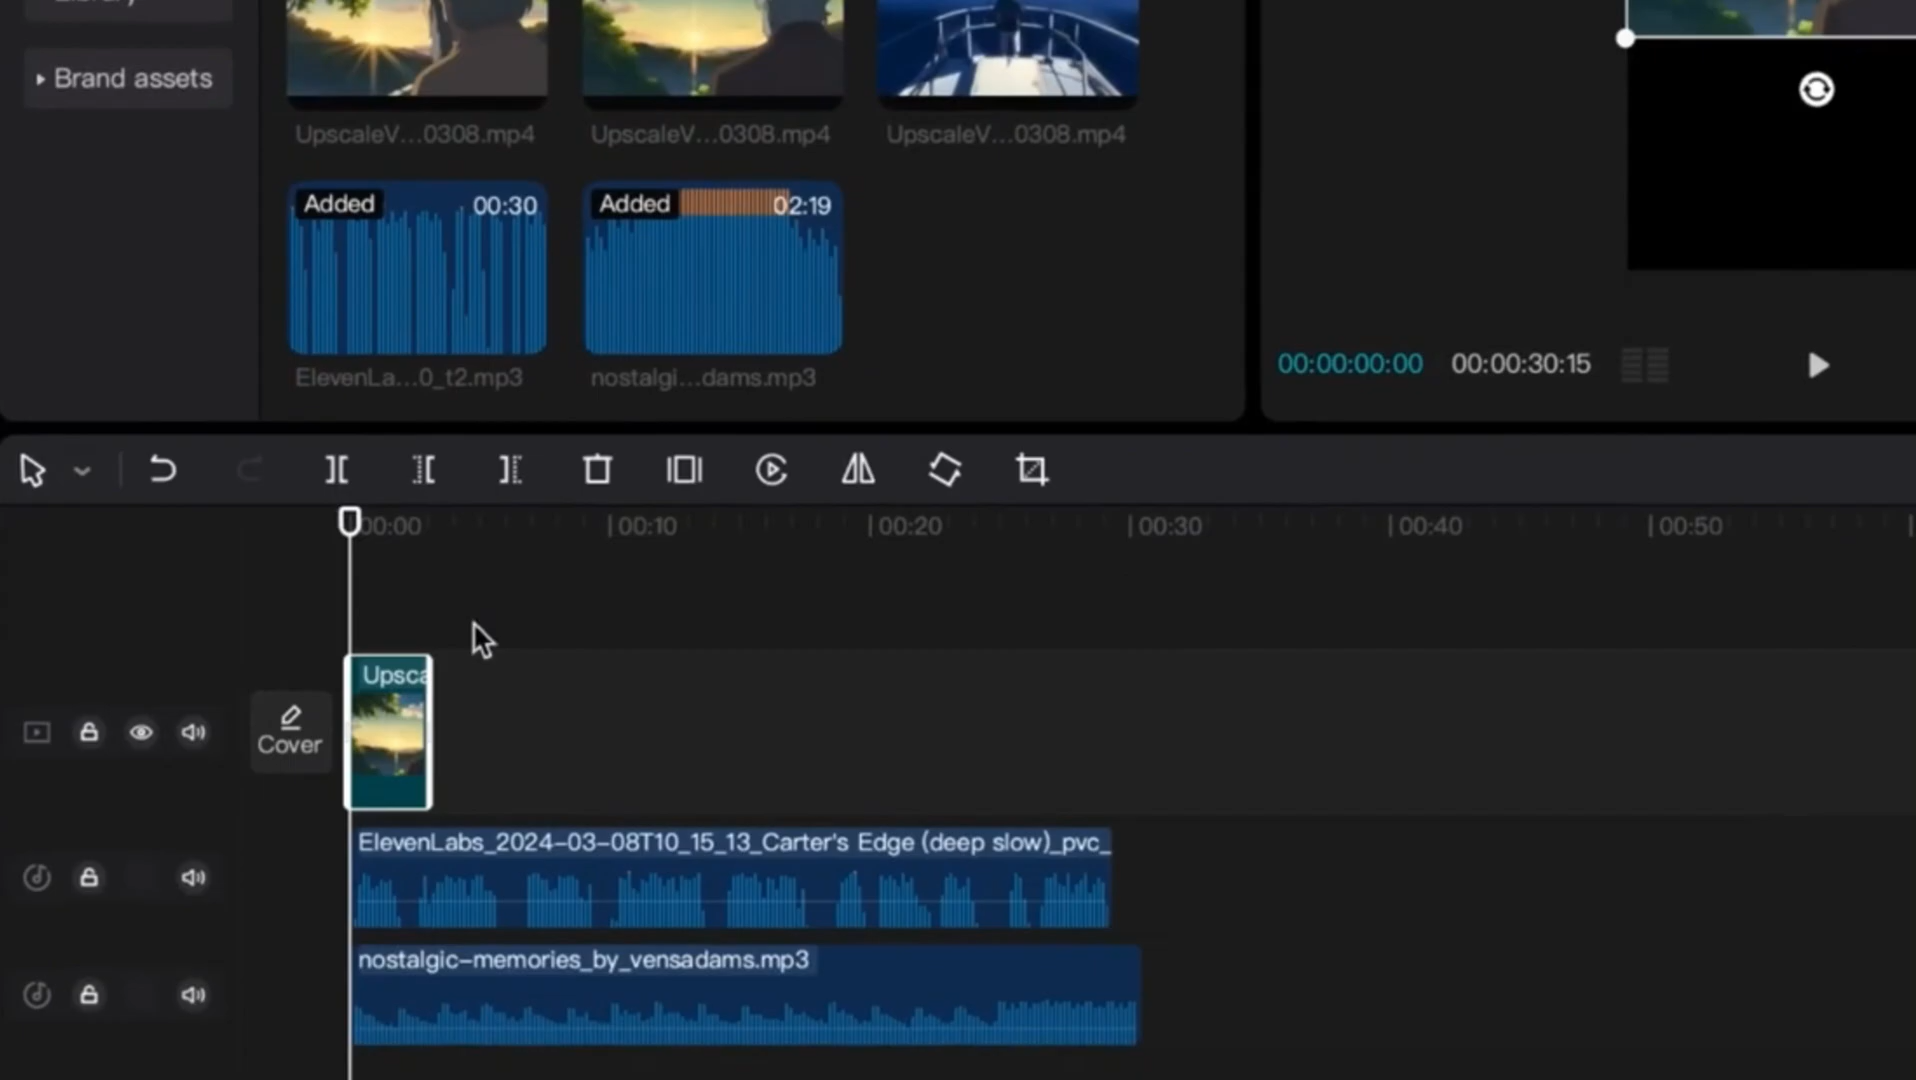 Library
Brand assets
UpscaleV...0308.mp4
UpscaleV...0308.mp4
UpscaleV...0308.mp4
Added
00:30
Added
02:19
ElevenLa...0_t2.mp3
nostalgi...dams.mp3
00:00:00:00
00:00:30:15
00:00
00:10
00:20
00:30
00:40
00:50
Upsca
Cover
ElevenLabs_2024-03-08T10_15_13_Carter's Edge (deep slow)_pvc_
nostalgic-memories_by_vensadams.mp3